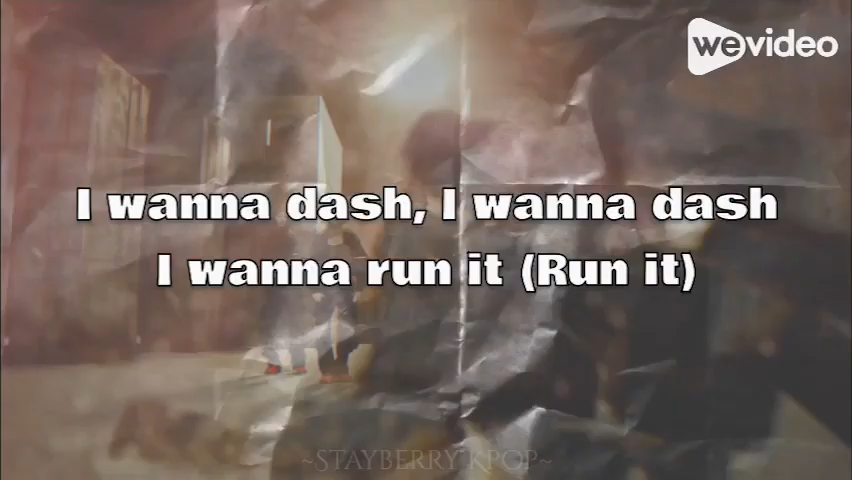 wevideo
I wanna dash, I wanna dash
I wanna run it (Run it)
~STAYBERRY KPOP~